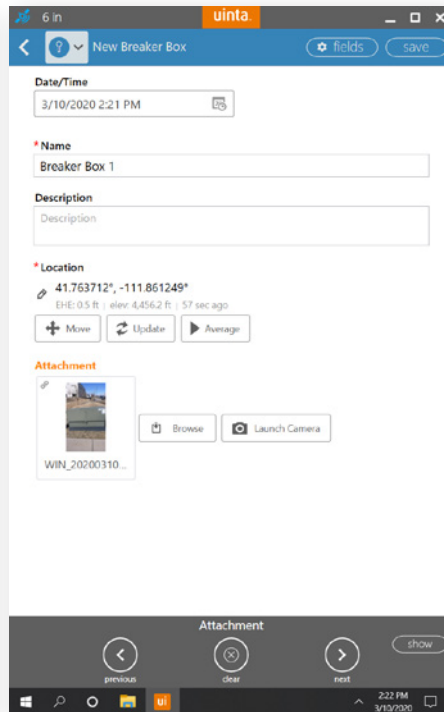 6 in
uinta.
New Breaker Box
fields
save
Date/Time
3/10/2020 2:21 PM
*Name
Breaker Box 1
Description
Description
*Location
41.763712°, -111.861249°
EHE: 0.5 ft | elev: 4,456.2 ft | 57 sec ago
Move
Update
Average
Attachment
Browse
Launch Camera
WIN_20200310...
Attachment
previous
clear
next
show
ui
2:22 PM
3/10/2020